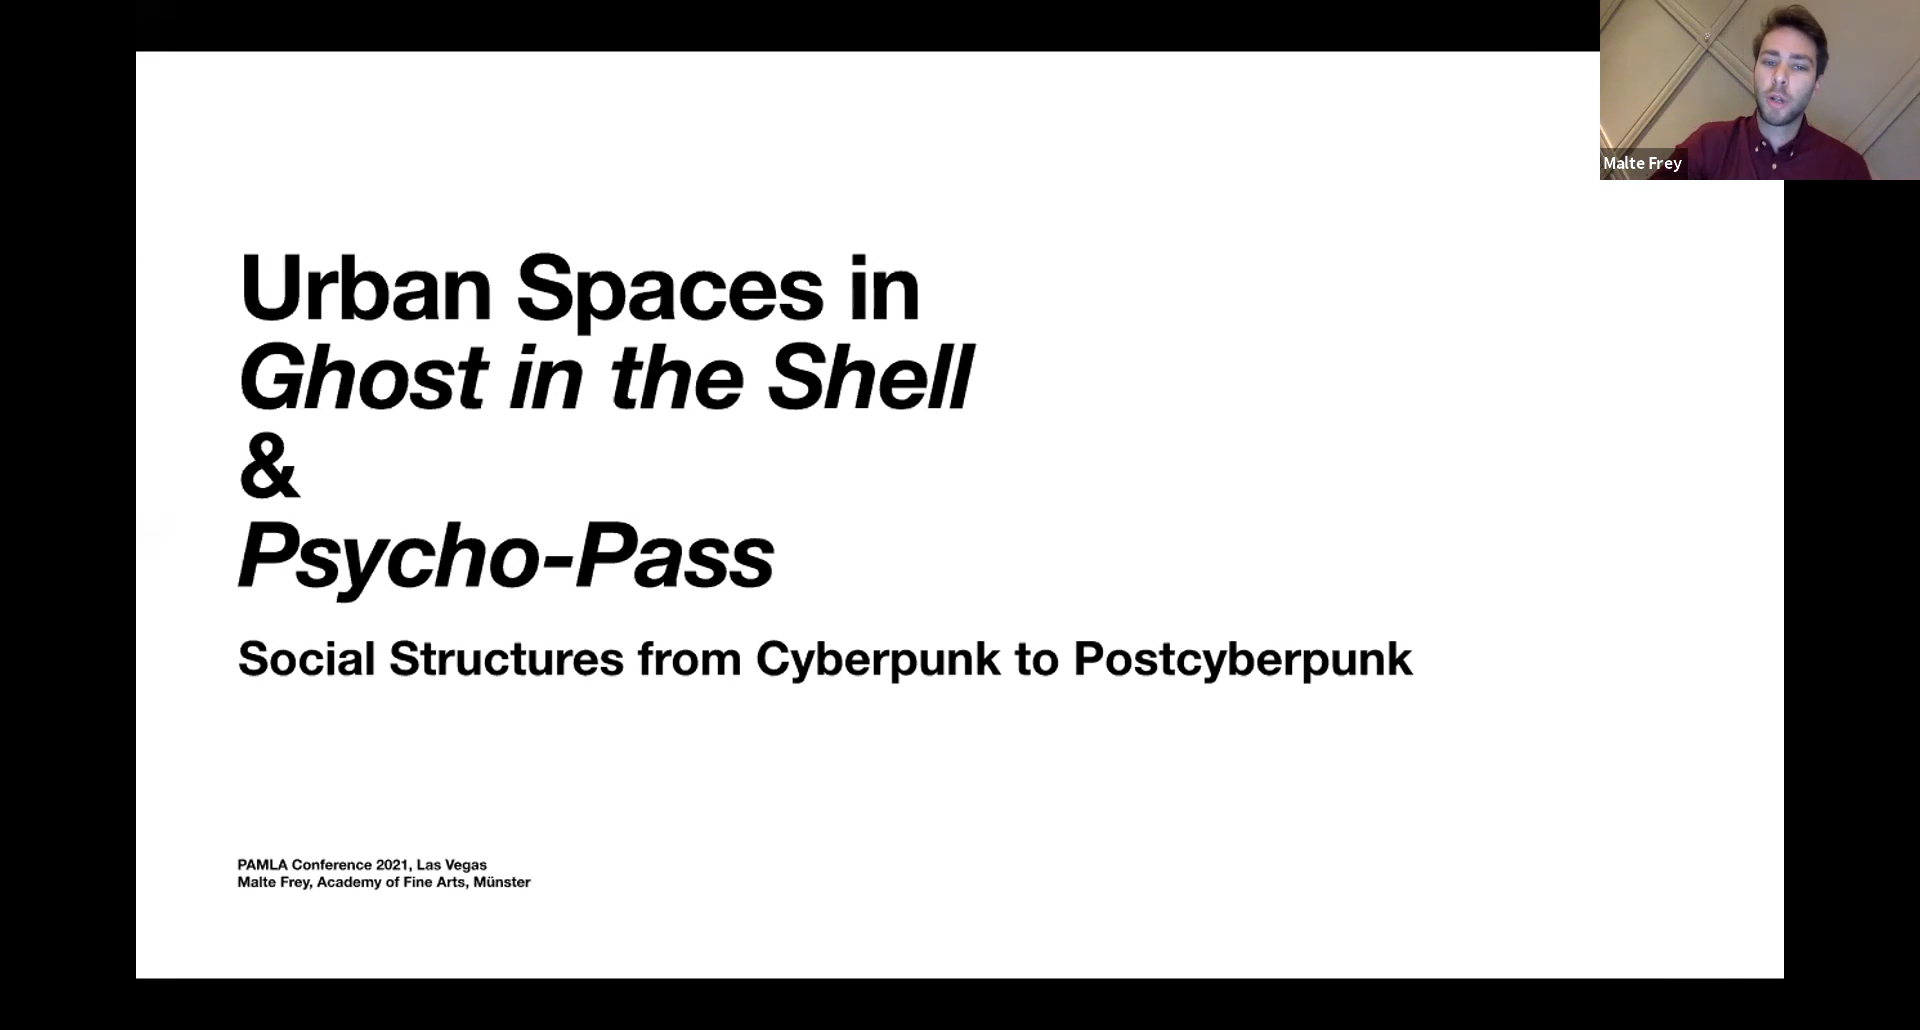 Urban Spaces in
Ghost in the Shell
&
Psycho-Pass
Social Structures from Cyberpunk to Postcyberpunk
PAMLA Conference 2021, Las Vegas
Malte Frey, Academy of Fine Arts, Münster
Malte Frey